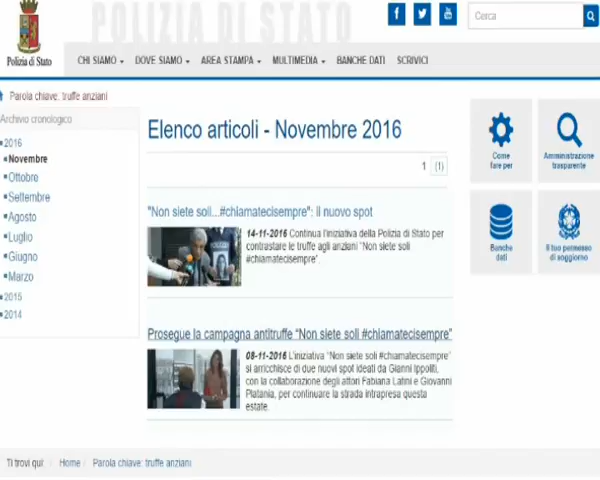 POLIZIA DI STATO
Polizia di Stato
Cerca
CHI SIAMO
DOVE SIAMO
AREA STAMPA
MULTIMEDIA
BANCHE DATI
SCRIVICI
Parola chiave: truffe anziani
Archivio cronologico
2016
Novembre
Ottobre
Settembre
Agosto
Luglio
Giugno
Marzo
2015
2014
Elenco articoli - Novembre 2016
1 (1)
"Non siete soli...#chiamatecisempre": il nuovo spot
14-11-2016 Continua l'iniziativa della Polizia di Stato per
contrastare le truffe agli anziani "Non siete soli
#chiamatecisempre".
Prosegue la campagna antitruffe "Non siete soli #chiamatecisempre"
08-11-2016 L'iniziativa "Non siete soli #chiamatecisempre"
si arricchisce di due nuovi spot ideati da Gianni Ippoliti,
con la collaborazione degli attori Fabiana Latini e Giovanni
Platania, per continuare la strada intrapresa questa
estate.
Come
fare per
Amministrazione
trasparente
Banche
dati
Il tuo permesso
di soggiorno
Ti trovi qui:
Home
Parola chiave: truffe anziani